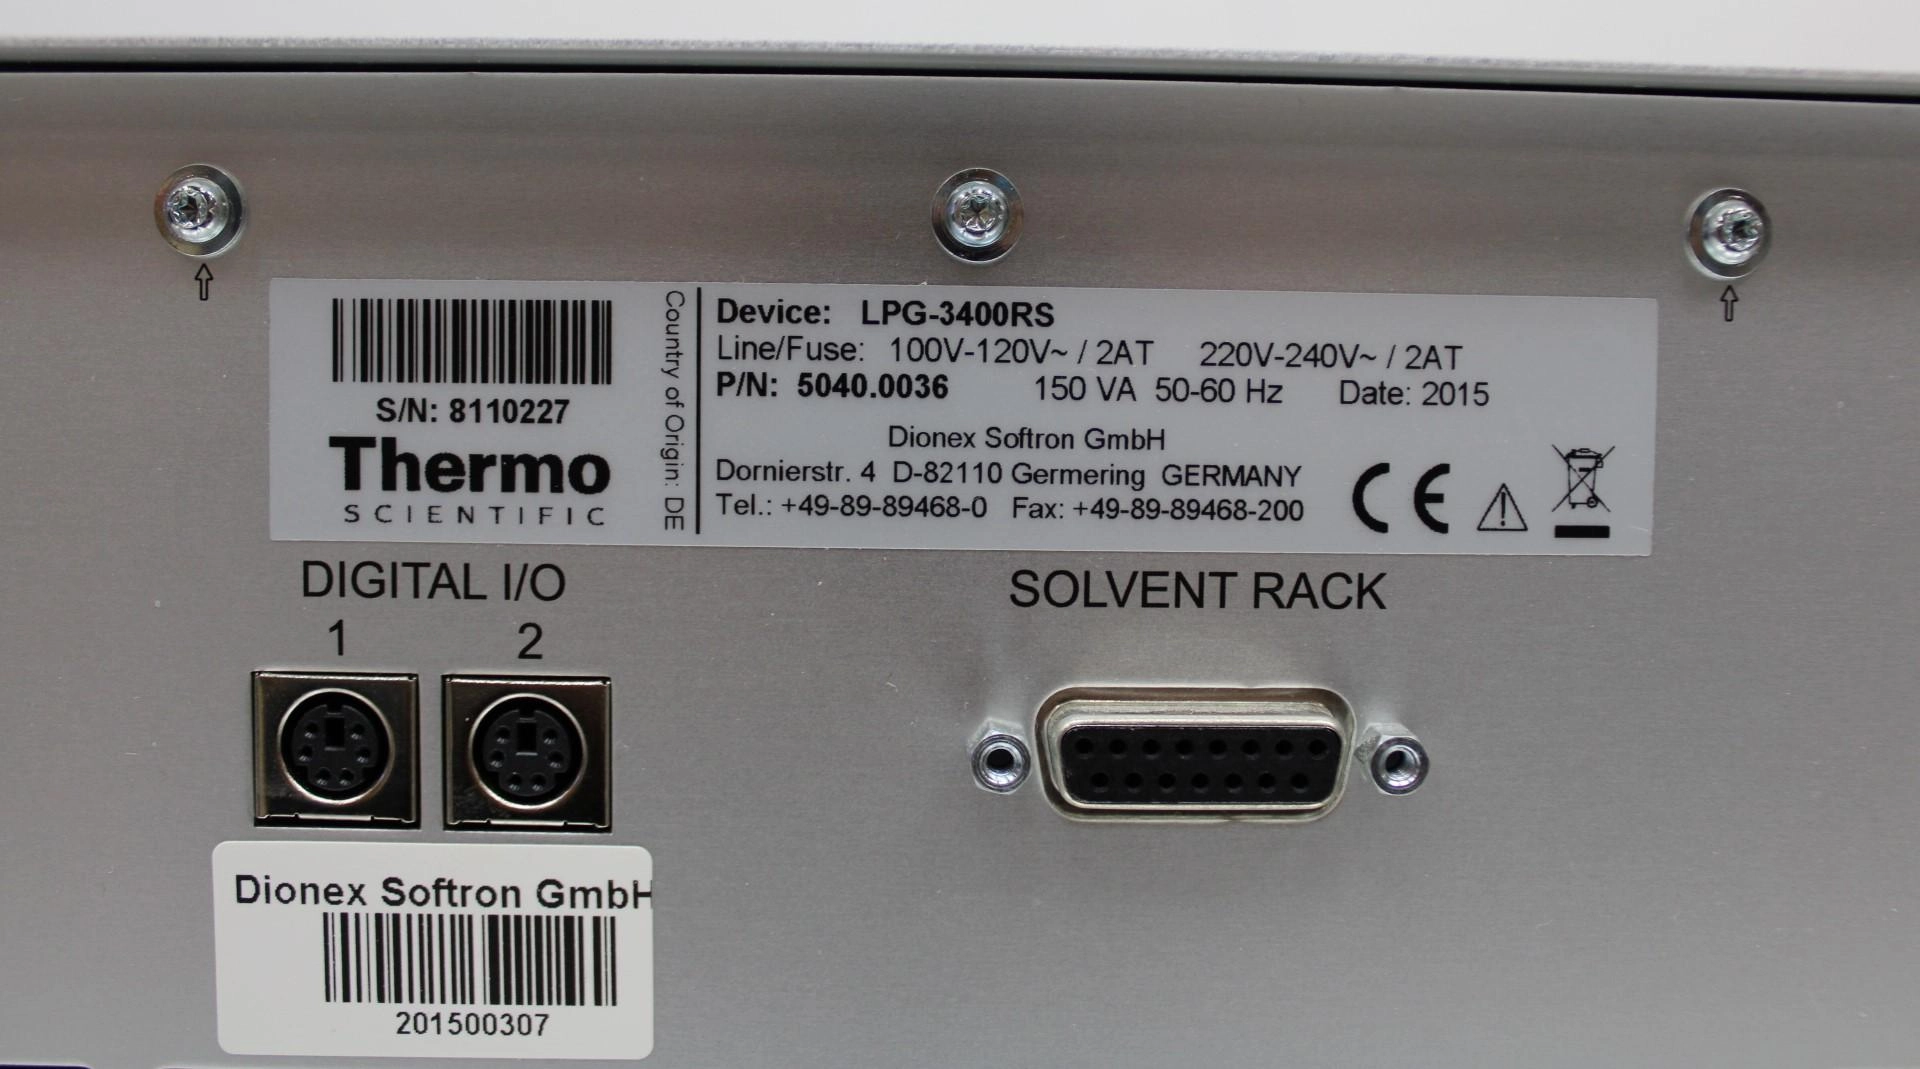 S/N: 8110227
Thermo
SCIENTIFIC
Country of Origin: DE
Device: LPG-3400RS
Line/Fuse: 100V-120V~ / 2AT 220V-240V~ / 2AT
P/N: 5040.0036 150 VA 50-60 Hz Date: 2015
Dionex Softron GmbH
Dornierstr. 4 D-82110 Germering GERMANY
Tel.: +49-89-89468-0 Fax: +49-89-89468-200
CE
DIGITAL I/O
1 2
SOLVENT RACK
Dionex Softron GmbH
201500307